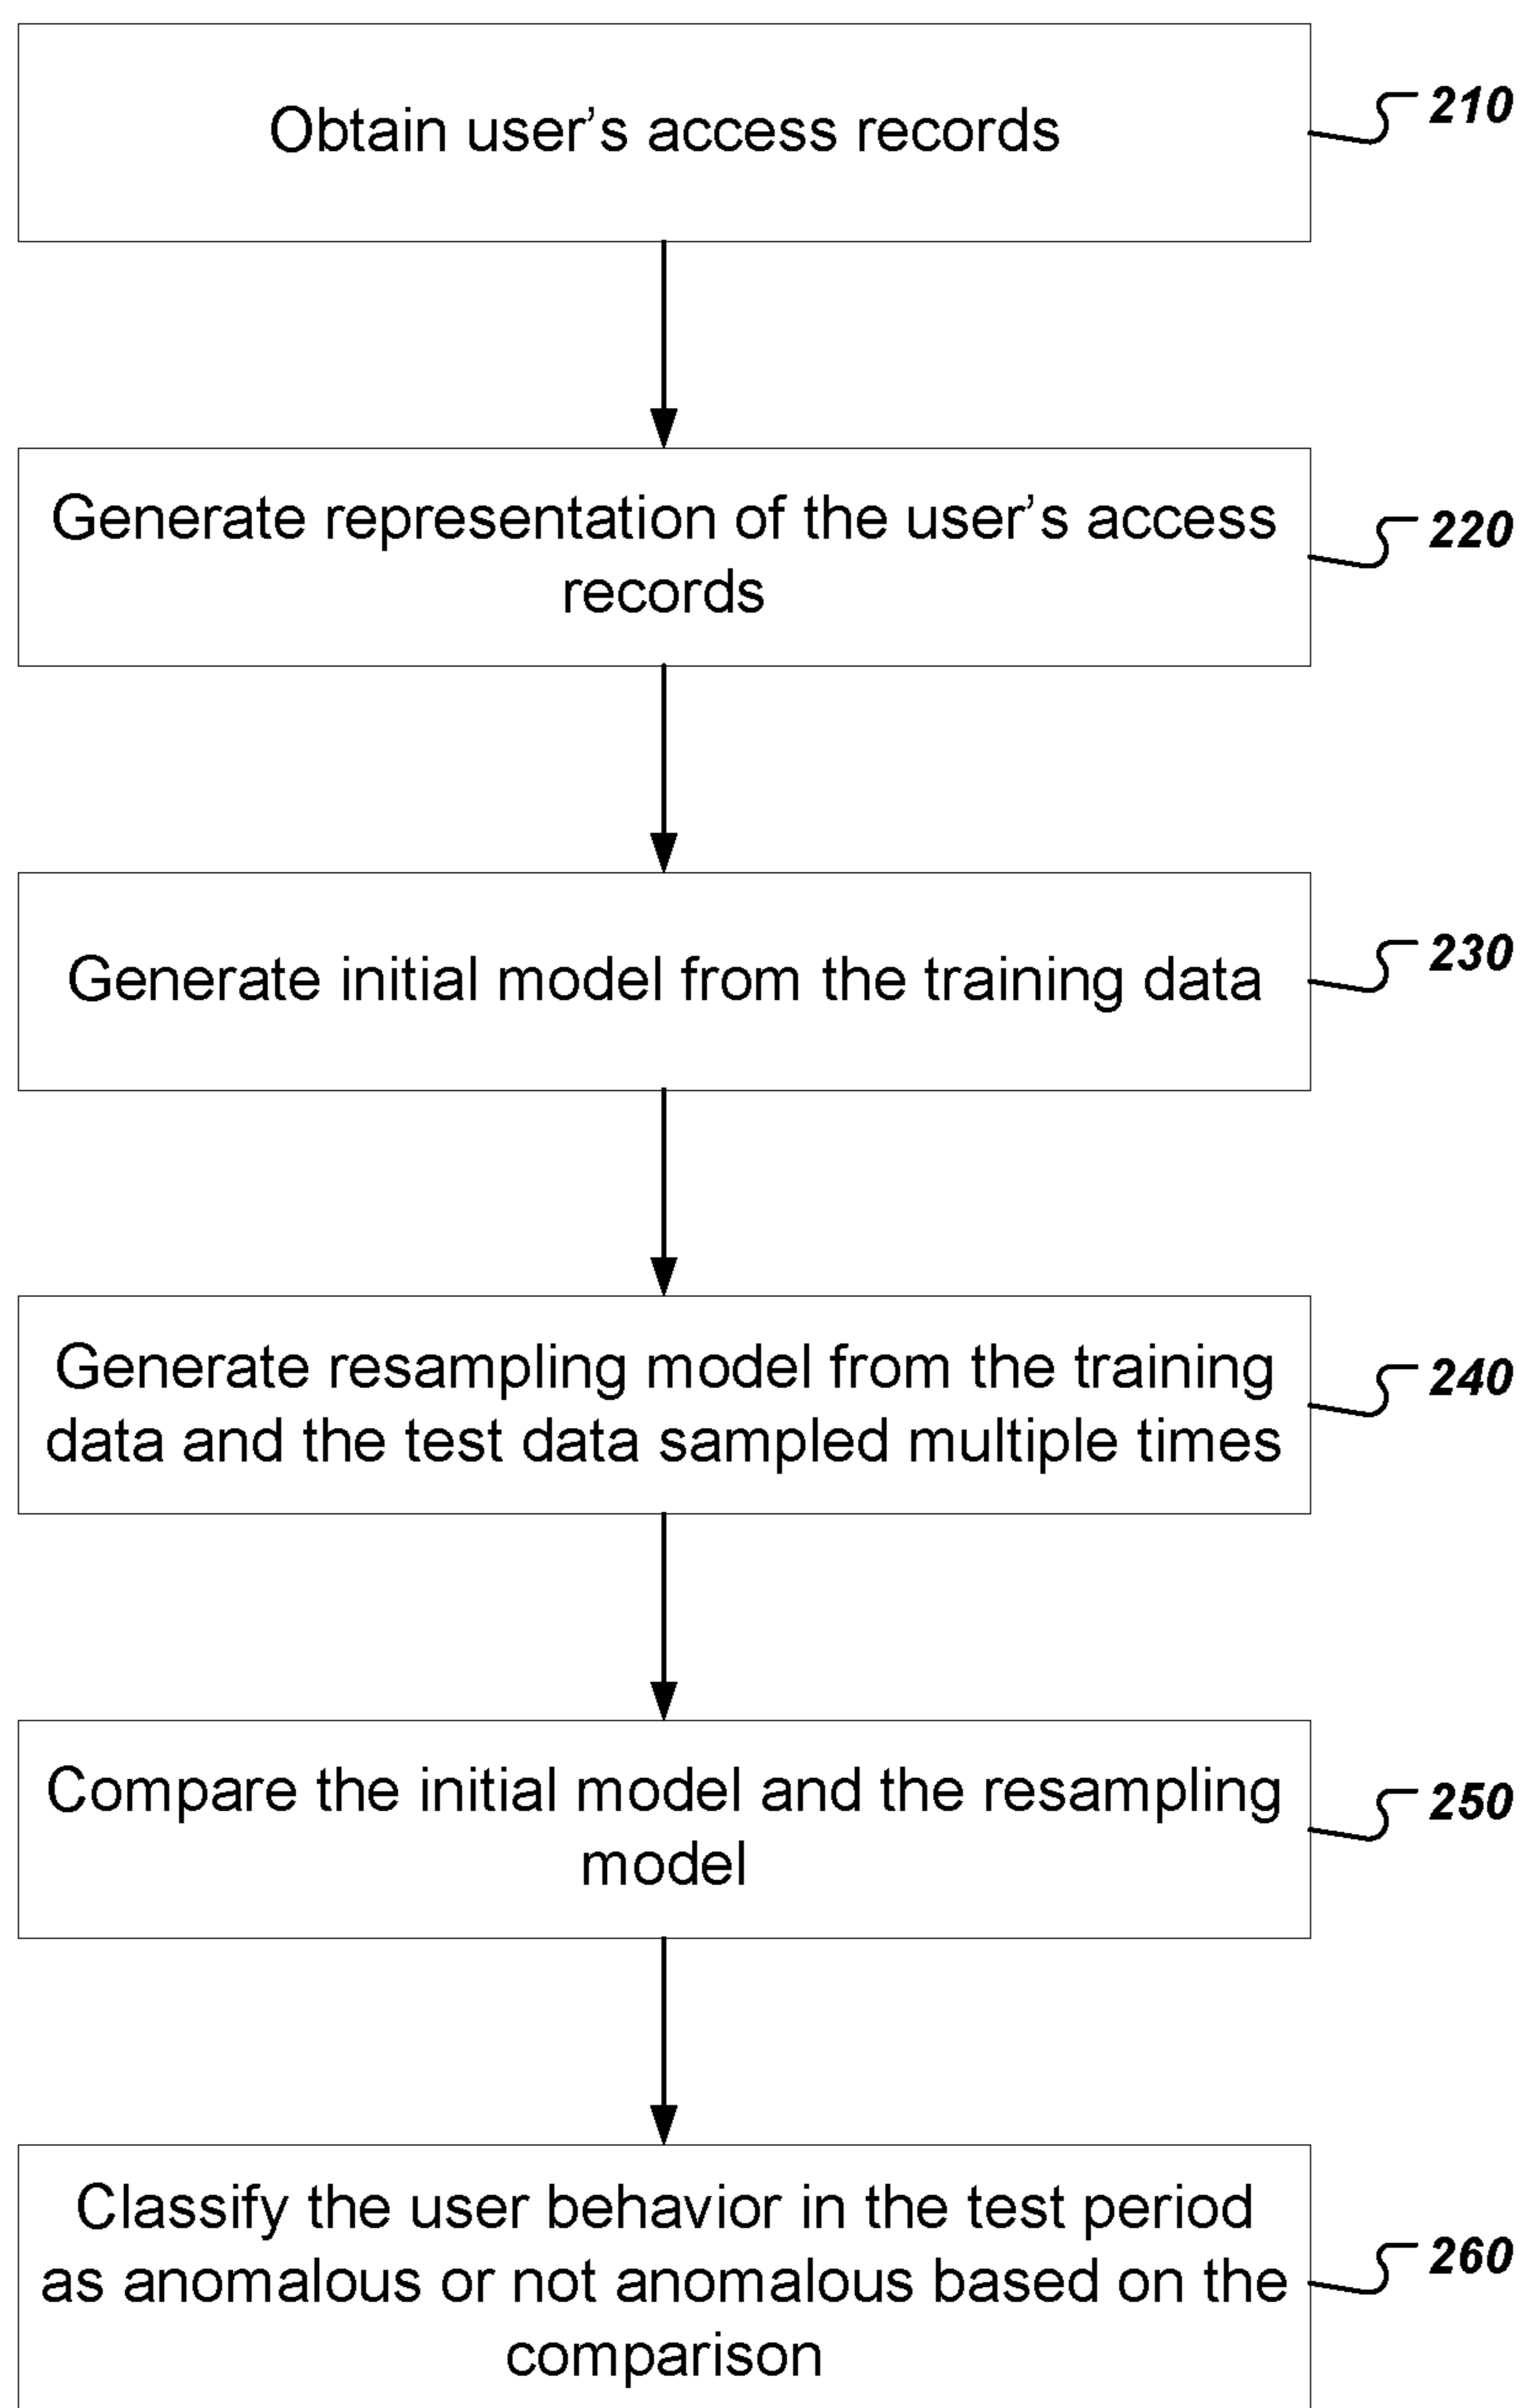 Obtain user’s access records
210
Generate representation of the user’s access
records
220
Generate initial model from the training data
230
Generate resampling model from the training
data and the test data sampled multiple times
240
Compare the initial model and the resampling
model
250
Classify the user behavior in the test period
as anomalous or not anomalous based on the
comparison
260